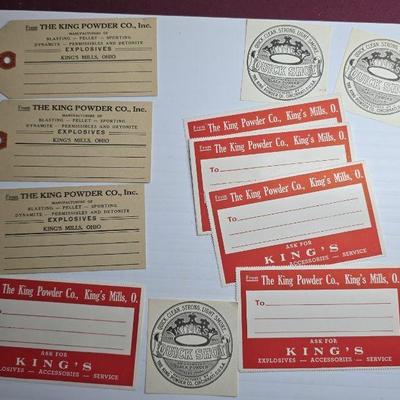 From THE KING POWDER CO., Inc.
MANUFACTURERS OF
BLASTING - PELLET - SPORTING
DYNAMITE - PERMISSIBLES AND DETONITE
EXPLOSIVES
KING'S MILLS, OHIO
From THE KING POWDER CO., Inc.
MANUFACTURERS OF
BLASTING - PELLET - SPORTING
DYNAMITE - PERMISSIBLES AND DETONITE
EXPLOSIVES
KING'S MILLS, OHIO
From THE KING POWDER CO., Inc.
MANUFACTURERS OF
BLASTING - PELLET - SPORTING
DYNAMITE - PERMISSIBLES AND DETONITE
EXPLOSIVES
KING'S MILLS, OHIO
QUICK, CLEAN, STRONG, LIGHT SMOKE
QUICK SHOT
QUICK SHOT
From The King Powder Co., King's Mills, O.
From The King Powder Co., King's Mills, O.
To
From The King Powder Co., King's Mills, O.
To
ASK FOR
KING'S
EXPLOSIVES - ACCESSORIES - SERVICE
From The King Powder Co., King's Mills, O.
To
ASK FOR
KING'S
EXPLOSIVES - ACCESSORIES - SERVICE
The King Powder Co., King's Mills, O.
ASK FOR
KING'S
EXPLOSIVES - ACCESSORIES - SERVICE
QUICK, CLEAN, STRONG, LIGHT SMOKE
KING'S
QUICK SHOT